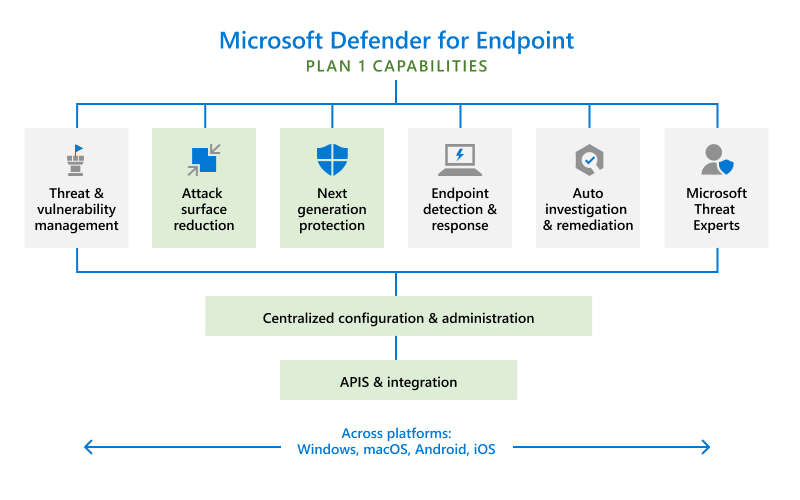 Microsoft Defender for Endpoint
PLAN 1 CAPABILITIES
Threat &
vulnerability
management
Attack
surface
reduction
Next
generation
protection
Endpoint
detection &
response
Auto
investigation
& remediation
Microsoft
Threat
Experts
Centralized configuration & administration
APIS & integration
Across platforms:
Windows, macOS, Android, iOS